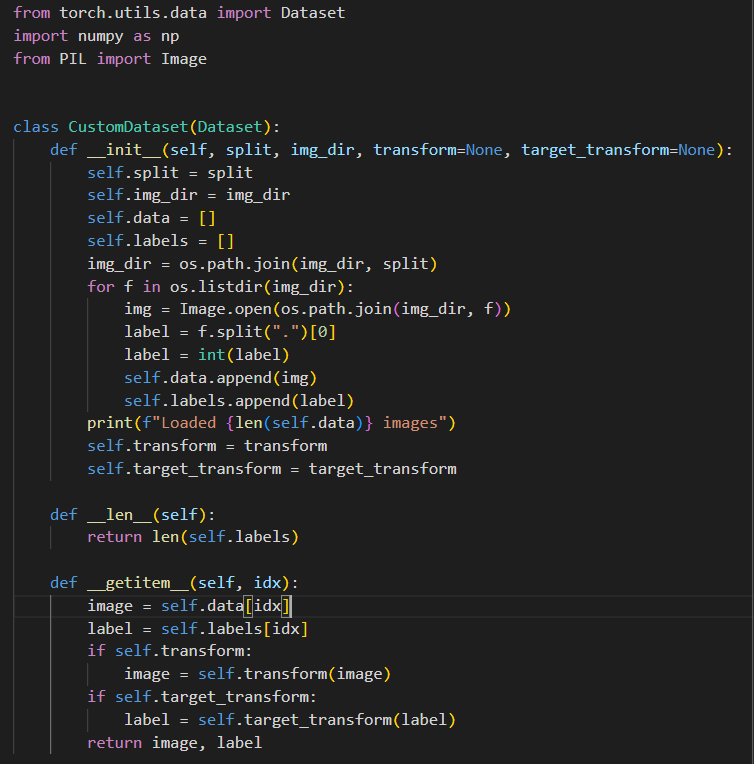 from torch.utils.data import Dataset
import numpy as np
from PIL import Image
class CustomDataset(Dataset):
    def __init__(self, split, img_dir, transform=None, target_transform=None):
        self.split = split
        self.img_dir = img_dir
        self.data = []
        self.labels = []
        img_dir = os.path.join(img_dir, split)
        for f in os.listdir(img_dir):
            img = Image.open(os.path.join(img_dir, f))
            label = f.split(".")[0]
            label = int(label)
            self.data.append(img)
            self.labels.append(label)
        print(f"Loaded {len(self.data)} images")
        self.transform = transform
        self.target_transform = target_transform
    def __len__(self):
        return len(self.labels)
    def __getitem__(self, idx):
        image = self.data[idx]
        label = self.labels[idx]
        if self.transform:
            image = self.transform(image)
        if self.target_transform:
            label = self.target_transform(label)
        return image, label